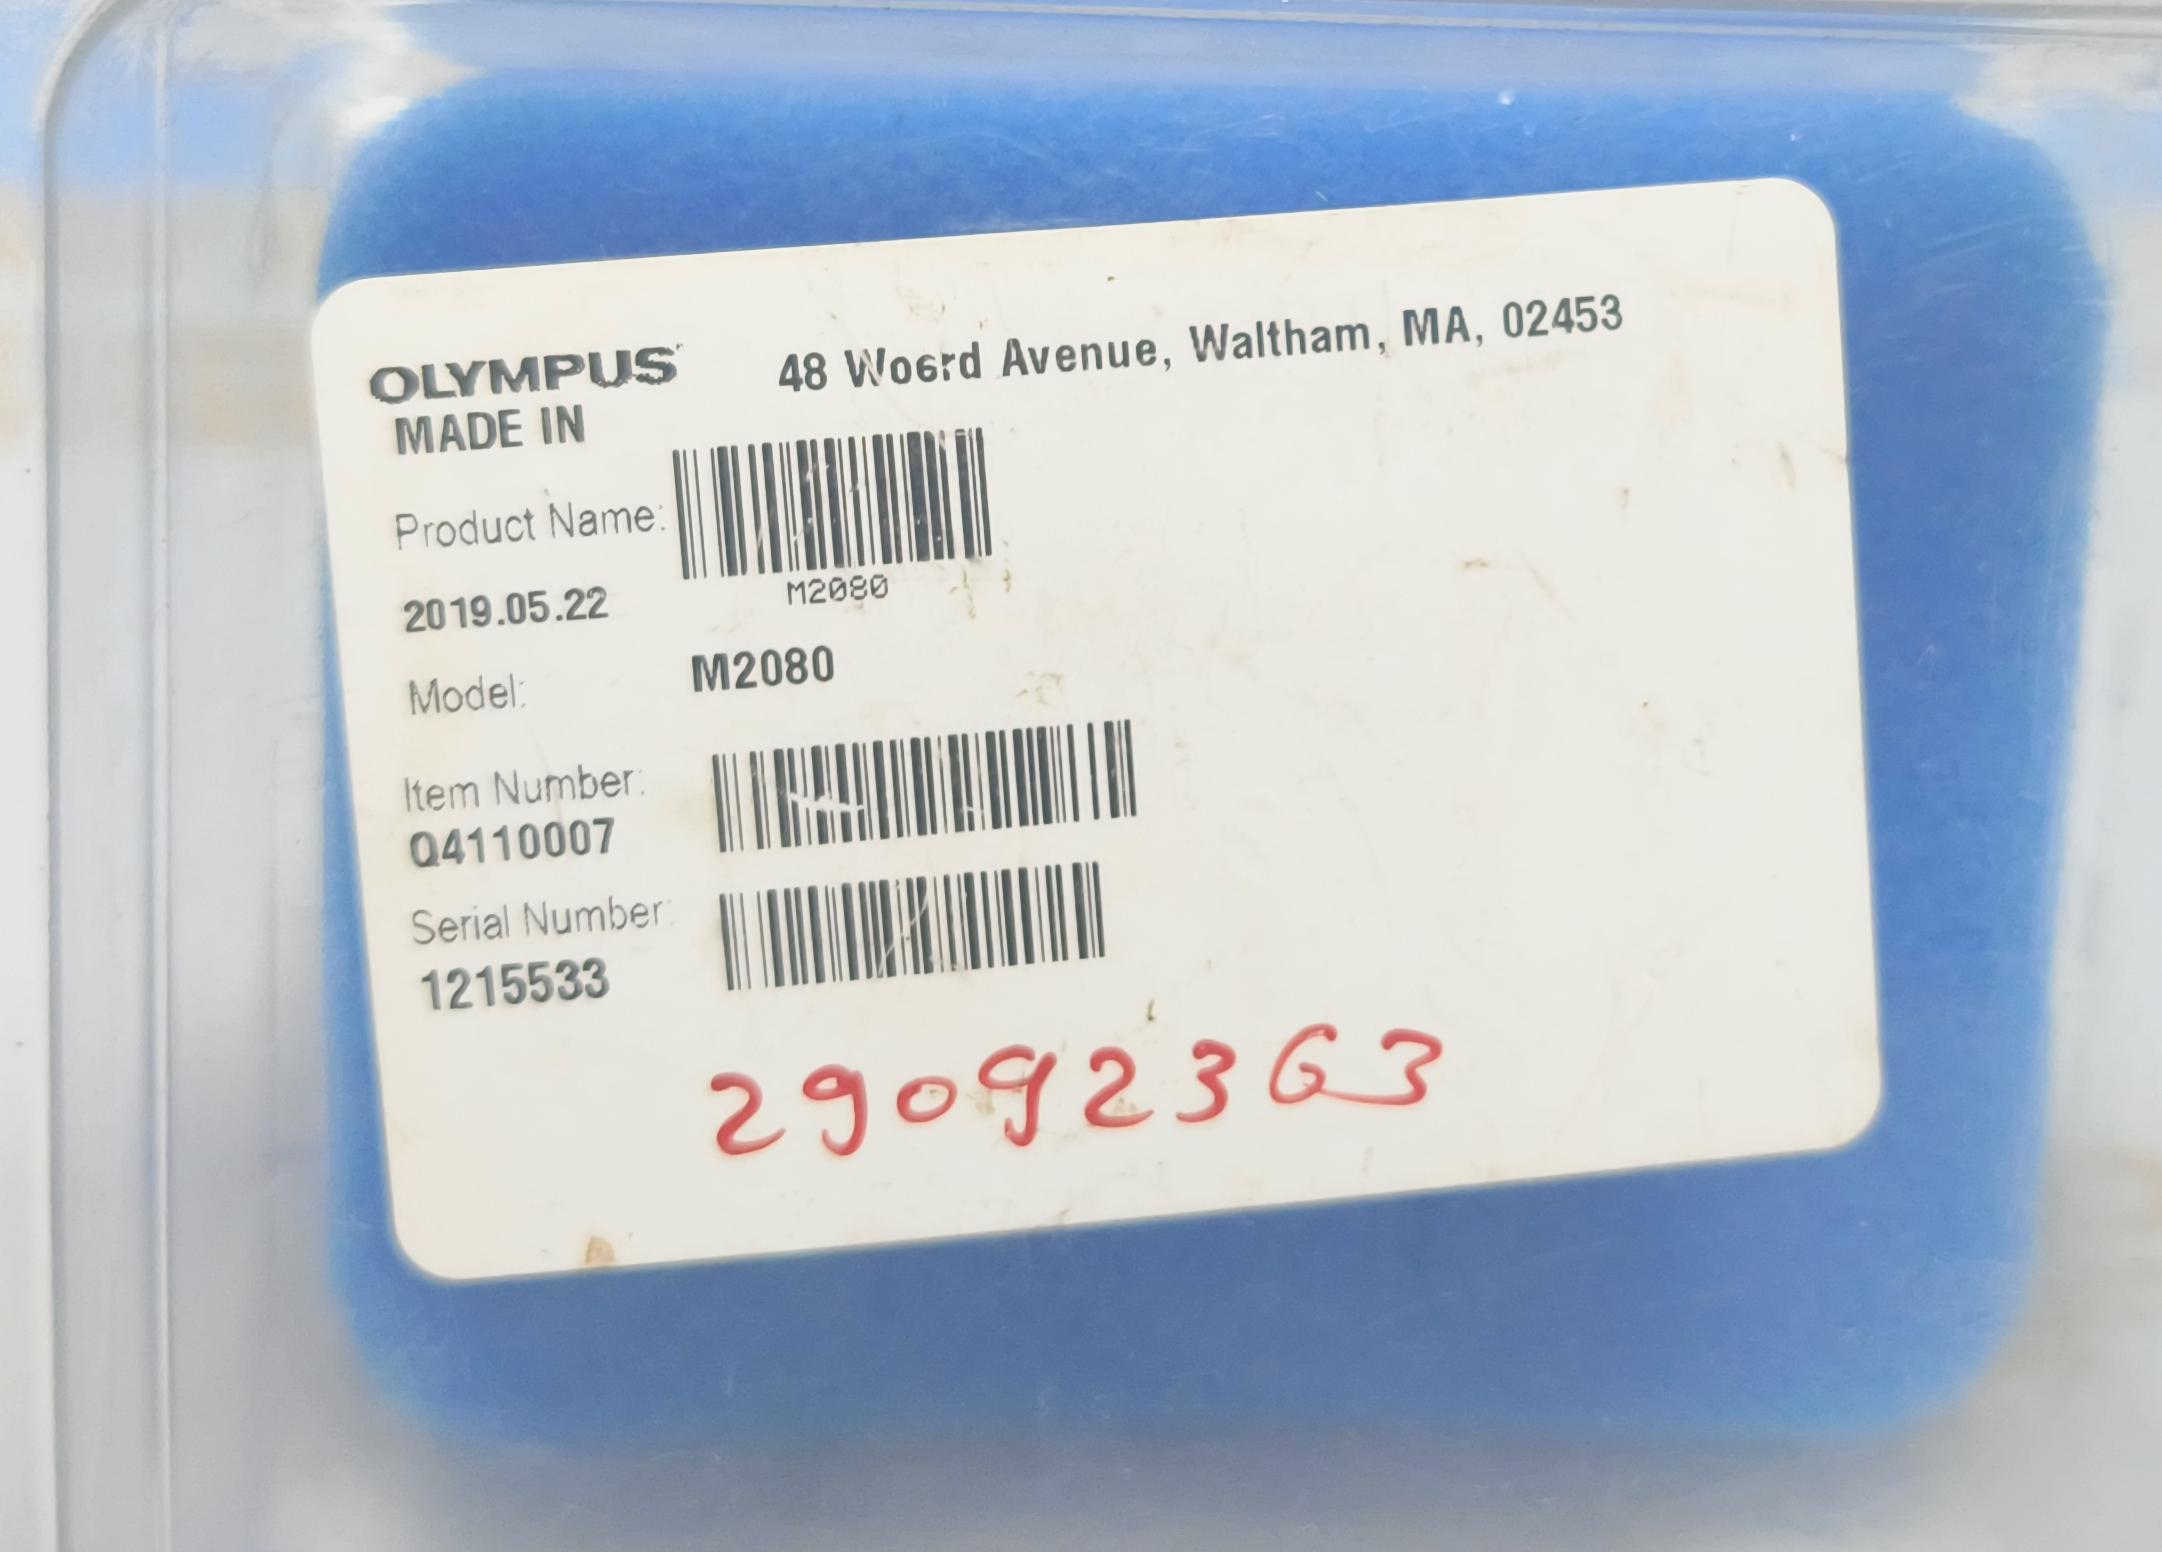 OLYMPUS
48 Woerd Avenue, Waltham, MA, 02453
MADE IN
Product Name:
M2080
2019.05.22
Model: M2080
Item Number:
Q4110007
Serial Number:
1215533
29092363